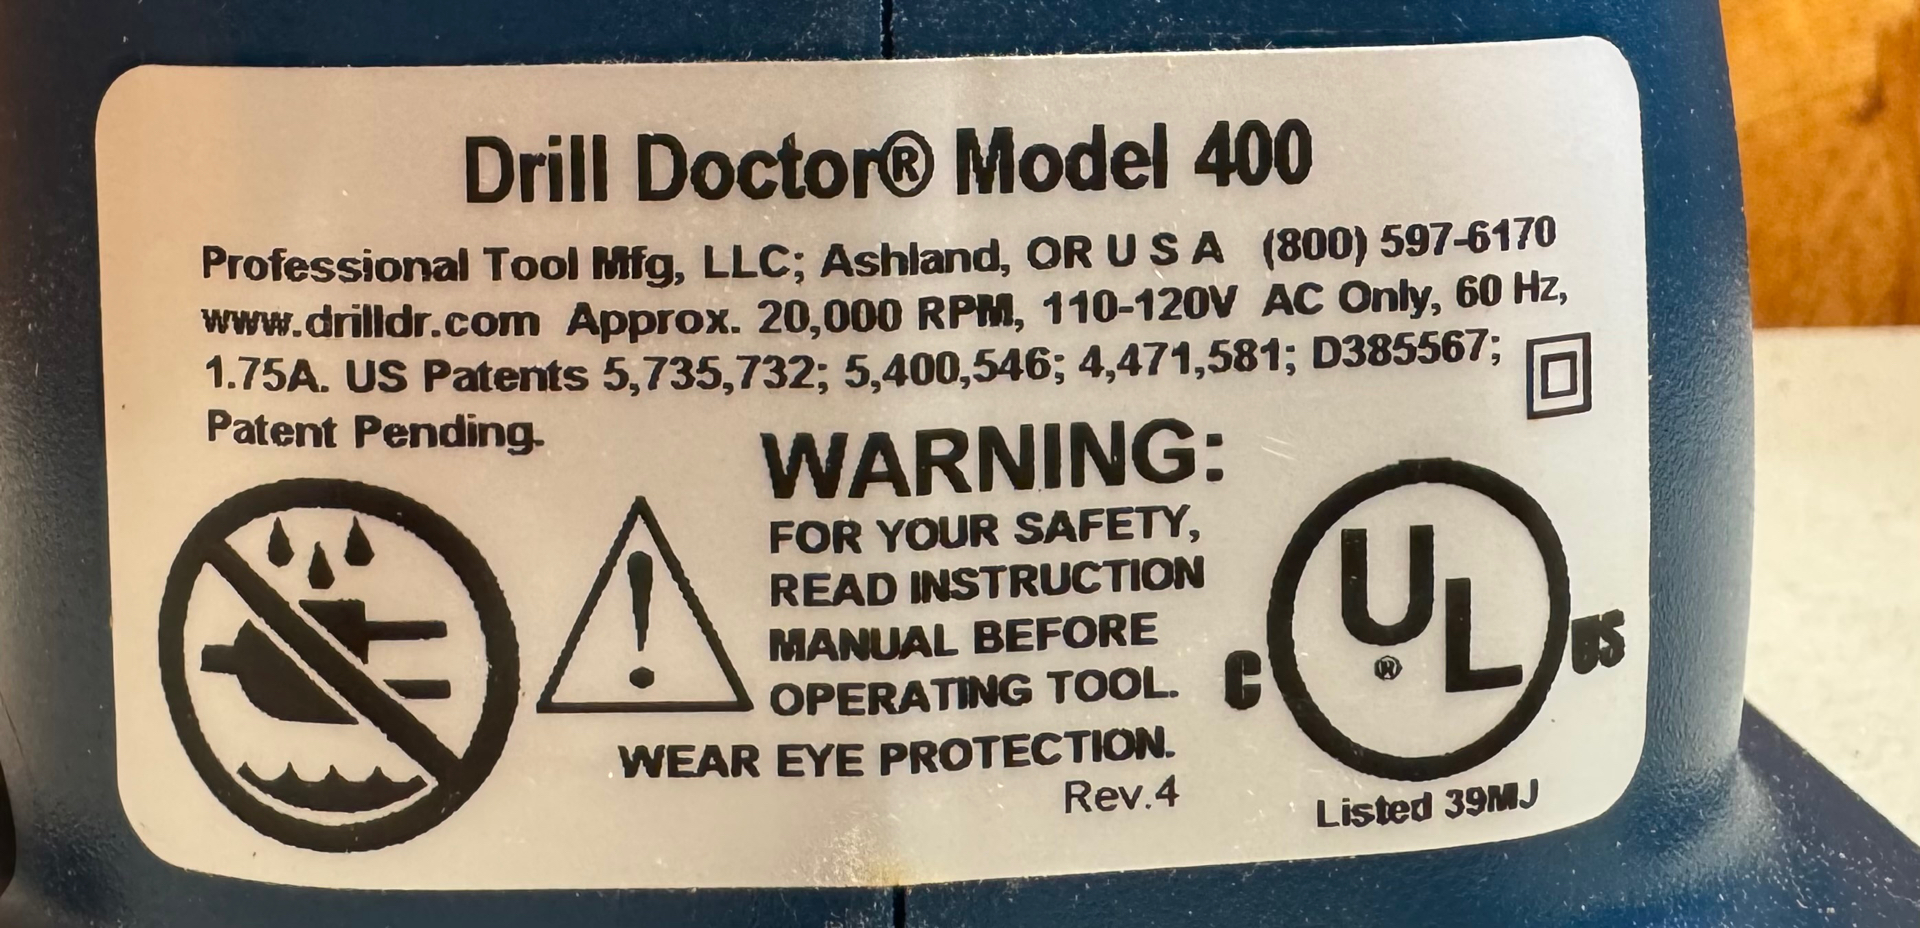 Drill Doctor® Model 400
Professional Tool Mfg, LLC; Ashland, OR U S A (800) 597-6170
www.drilldr.com Approx. 20,000 RPM, 110-120V AC Only, 60 Hz,
1.75A. US Patents 5,735,732; 5,400,546; 4,471,581; D385567;
Patent Pending.
WARNING:
FOR YOUR SAFETY,
READ INSTRUCTION
MANUAL BEFORE
OPERATING TOOL.
WEAR EYE PROTECTION.
Rev.4
C UL ® US
Listed 39MJ